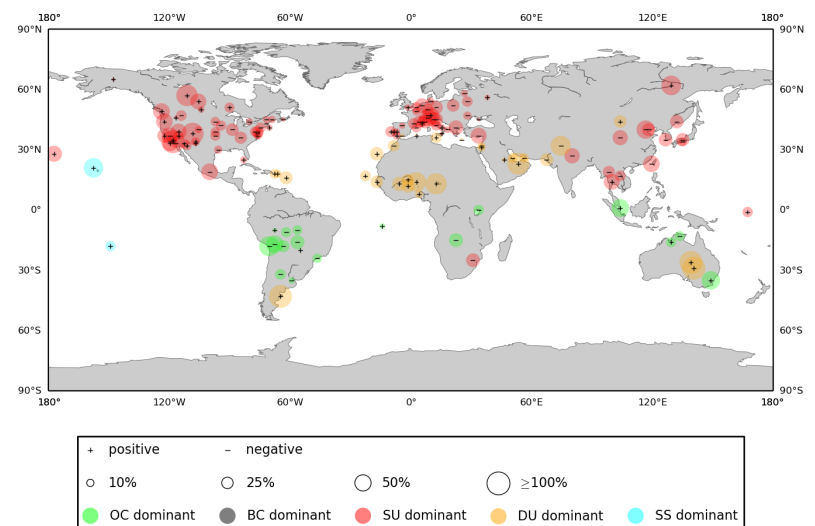 180° 120°W 60°W 0° 60°E 120°E 180°
90°N 90°N
60°N 60°N
30°N 30°N
0° 0°
30°S 30°S
60°S 60°S
90°S 90°S
180° 120°W 60°W 0° 60°E 120°E 180°
+ positive − negative
10% 25% 50% ≥100%
OC dominant BC dominant SU dominant DU dominant SS dominant